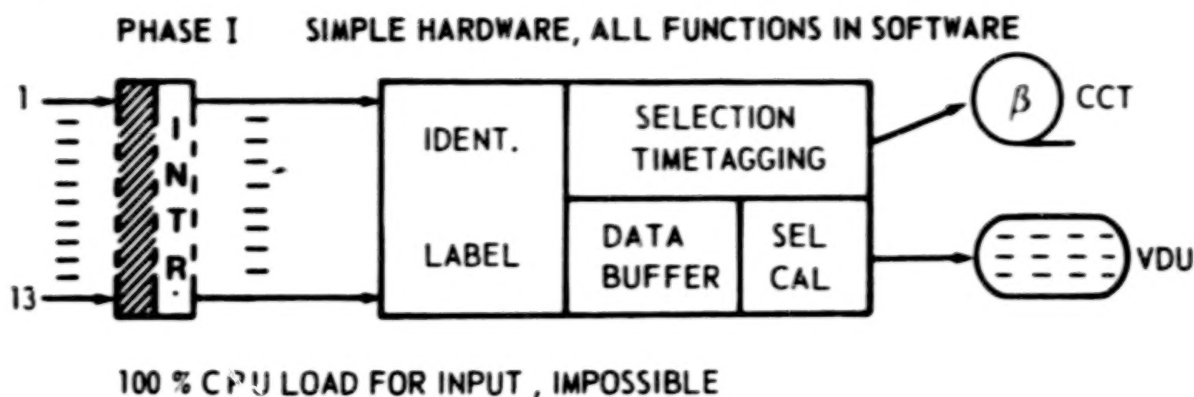 PHASE I SIMPLE HARDWARE, ALL FUNCTIONS IN SOFTWARE
1
13
INTR.
IDENT.
LABEL
SELECTION
TIMETAGGING
DATA
BUFFER
SEL
CAL
β CCT
VDU
100 % CPU LOAD FOR INPUT , IMPOSSIBLE